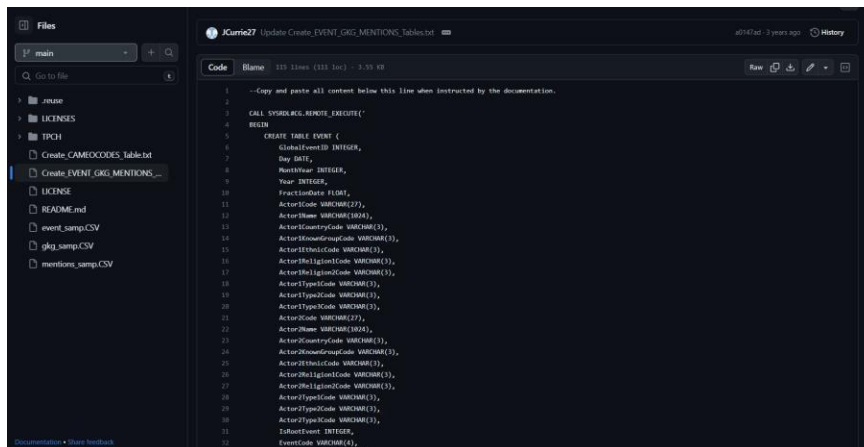 Files
main
Go to file
t
.reuse
LICENSES
TPCH
Create_CAMEOCODES_Table.txt
Create_EVENT_GKG_MENTIONS_...
LICENSE
README.md
event_samp.CSV
gkg_samp.CSV
mentions_samp.CSV
Documentation • Share feedback
JCurrie27 Update Create_EVENT_GKG_MENTIONS_Tables.txt
a0147ad · 3 years ago History
Code Blame 115 lines (111 loc) · 3.55 KB Raw
1 --Copy and paste all content below this line when instructed by the documentation.
2
3 CALL SYSRDL#CG.REMOTE_EXECUTE('
4 BEGIN
5 CREATE TABLE EVENT (
6 GlobalEventID INTEGER,
7 Day DATE,
8 MonthYear INTEGER,
9 Year INTEGER,
10 FractionDate FLOAT,
11 Actor1Code VARCHAR(27),
12 Actor1Name VARCHAR(1024),
13 Actor1CountryCode VARCHAR(3),
14 Actor1KnownGroupCode VARCHAR(3),
15 Actor1EthnicCode VARCHAR(3),
16 Actor1Religion1Code VARCHAR(3),
17 Actor1Religion2Code VARCHAR(3),
18 Actor1Type1Code VARCHAR(3),
19 Actor1Type2Code VARCHAR(3),
20 Actor1Type3Code VARCHAR(3),
21 Actor2Code VARCHAR(27),
22 Actor2Name VARCHAR(1024),
23 Actor2CountryCode VARCHAR(3),
24 Actor2KnownGroupCode VARCHAR(3),
25 Actor2EthnicCode VARCHAR(3),
26 Actor2Religion1Code VARCHAR(3),
27 Actor2Religion2Code VARCHAR(3),
28 Actor2Type1Code VARCHAR(3),
29 Actor2Type2Code VARCHAR(3),
30 Actor2Type3Code VARCHAR(3),
31 IsRootEvent INTEGER,
32 EventCode VARCHAR(4),